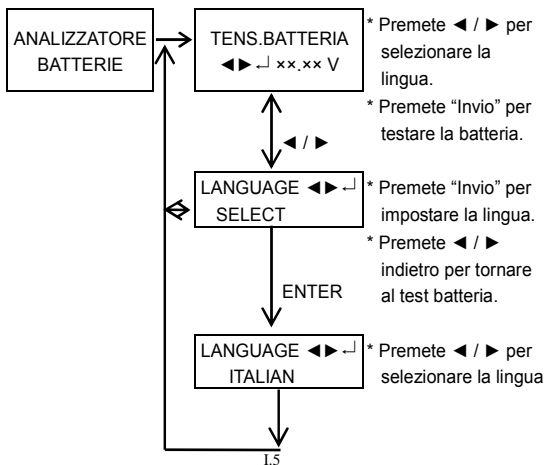 ANALIZZATORE
BATTERIE
TENS.BATTERIA
◄►↵ ××.×× V
* Premete ◄ / ► per
selezionare la
lingua.
* Premete “Invio” per
testare la batteria.
◄ / ►
LANGUAGE ◄►↵
SELECT
* Premete “Invio” per
impostare la lingua.
* Premete ◄ / ►
indietro per tornare
al test batteria.
ENTER
LANGUAGE ◄►↵
ITALIAN
* Premete ◄ / ► per
selezionare la lingua
I.5